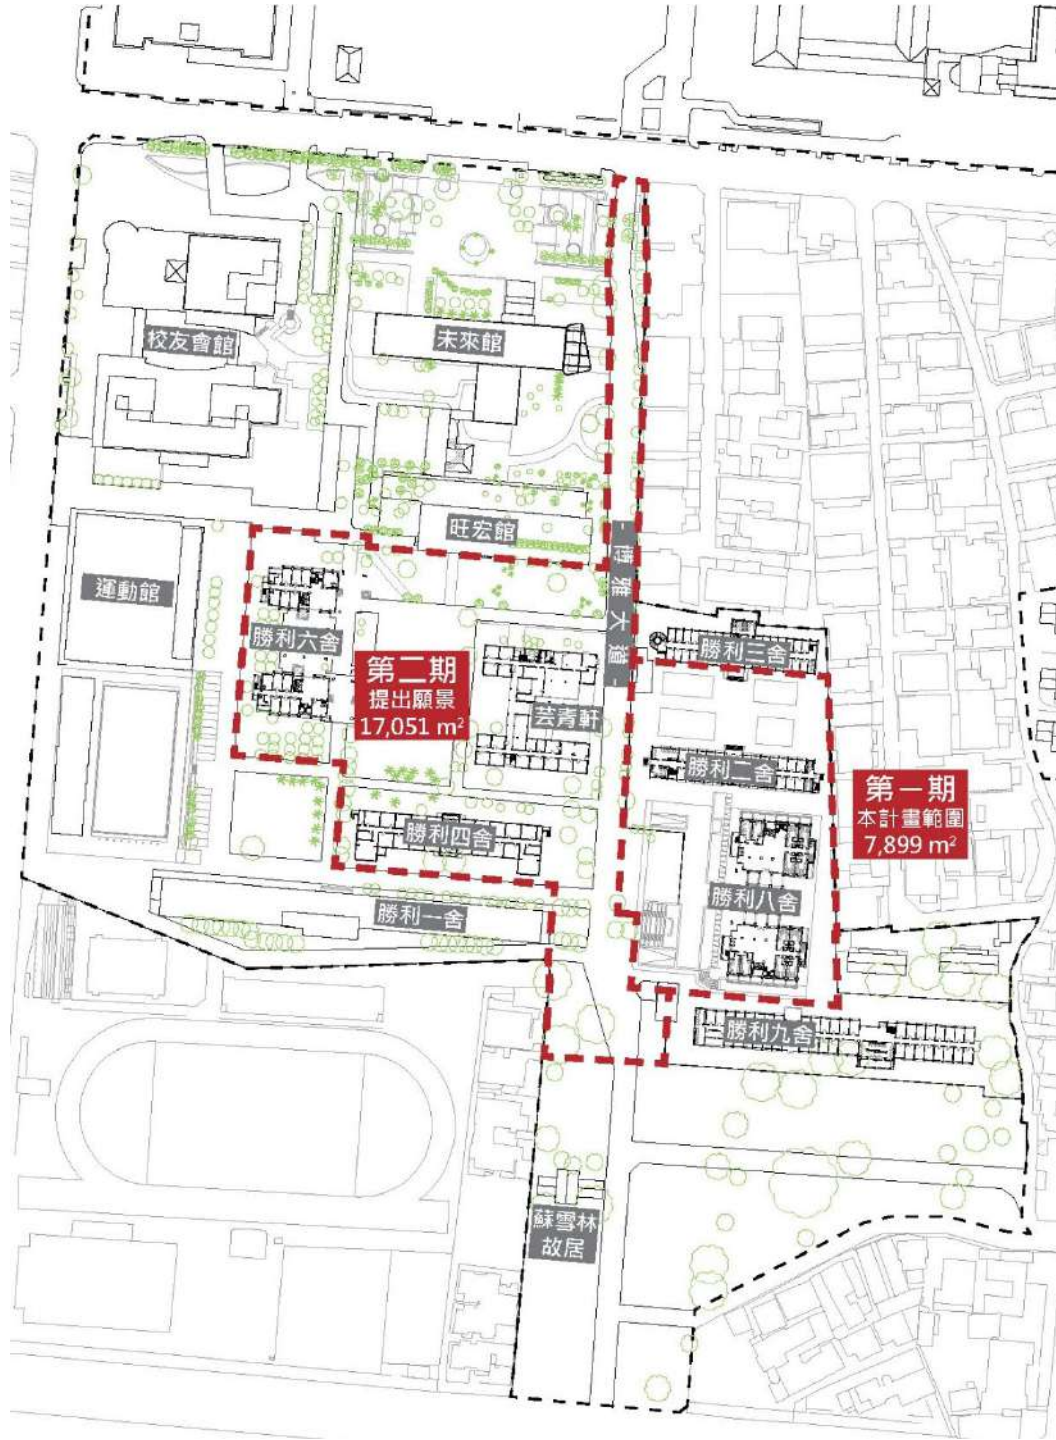 校友會館
未來館
旺宏館
運動館
- 博雅大道 -
勝利六舍
勝利三舍
第二期
提出願景
17,051 m²
芸青軒
勝利二舍
第一期
本計畫範圍
7,899 m²
勝利四舍
勝利八舍
勝利一舍
勝利九舍
蘇雪林
故居